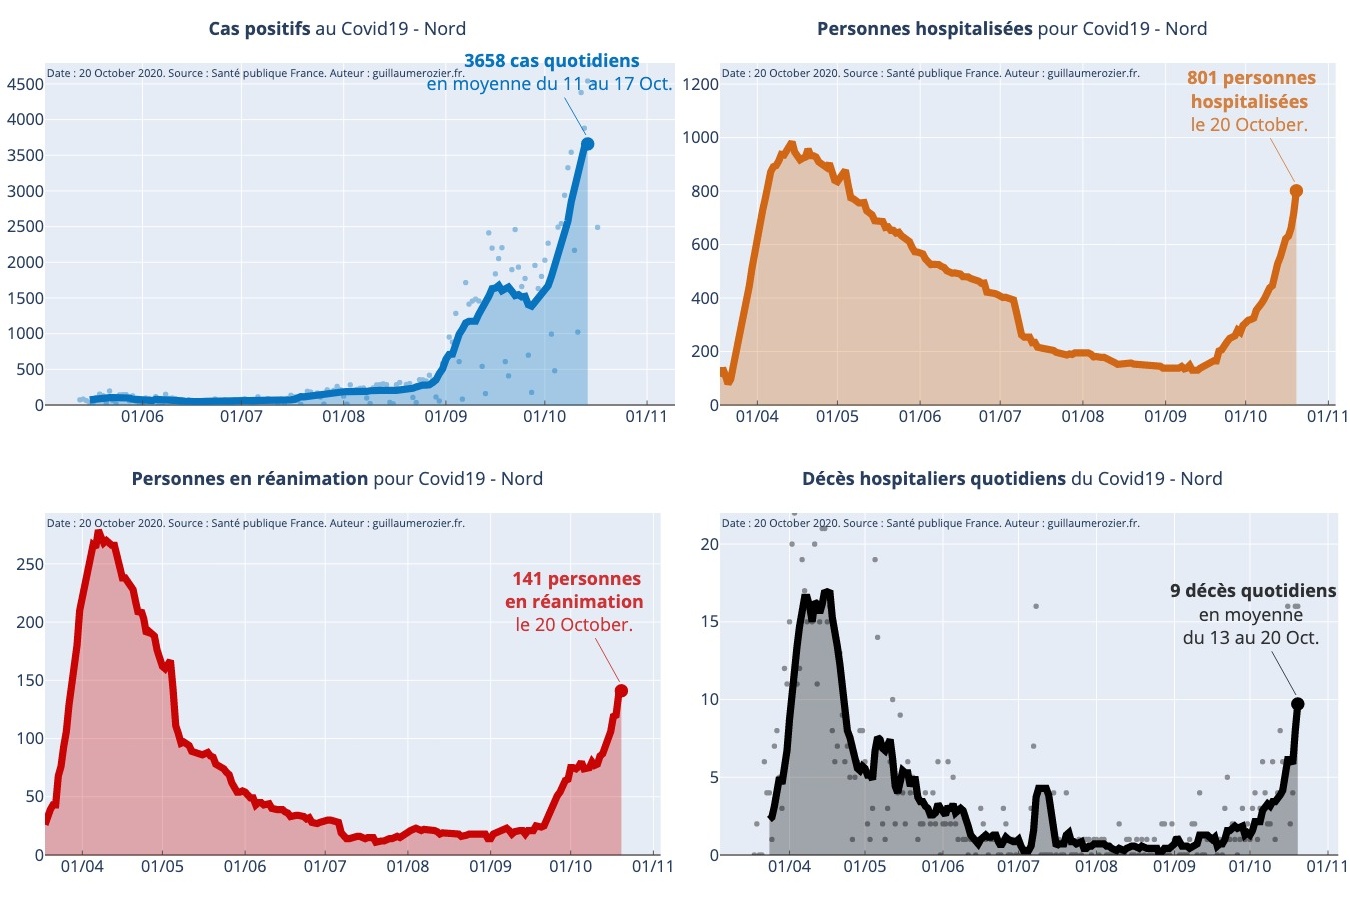 Cas positifs au Covid19 - Nord
3658 cas quotidiens
en moyenne du 11 au 17 Oct.
Date : 20 October 2020. Source : Santé publique France. Auteur : guillaumerozier.fr.
4500
4000
3500
3000
2500
2000
1500
1000
500
0
01/06 01/07 01/08 01/09 01/10 01/11
Personnes hospitalisées pour Covid19 - Nord
Date : 20 October 2020. Source : Santé publique France. Auteur : guillaumerozier.fr.
801 personnes
hospitalisées
le 20 October.
1200
1000
800
600
400
200
0
01/04 01/05 01/06 01/07 01/08 01/09 01/10 01/11
Personnes en réanimation pour Covid19 - Nord
Date : 20 October 2020. Source : Santé publique France. Auteur : guillaumerozier.fr.
141 personnes
en réanimation
le 20 October.
250
200
150
100
50
0
01/04 01/05 01/06 01/07 01/08 01/09 01/10 01/11
Décès hospitaliers quotidiens du Covid19 - Nord
Date : 20 October 2020. Source : Santé publique France. Auteur : guillaumerozier.fr.
9 décès quotidiens
en moyenne
du 13 au 20 Oct.
20
15
10
5
0
01/04 01/05 01/06 01/07 01/08 01/09 01/10 01/11